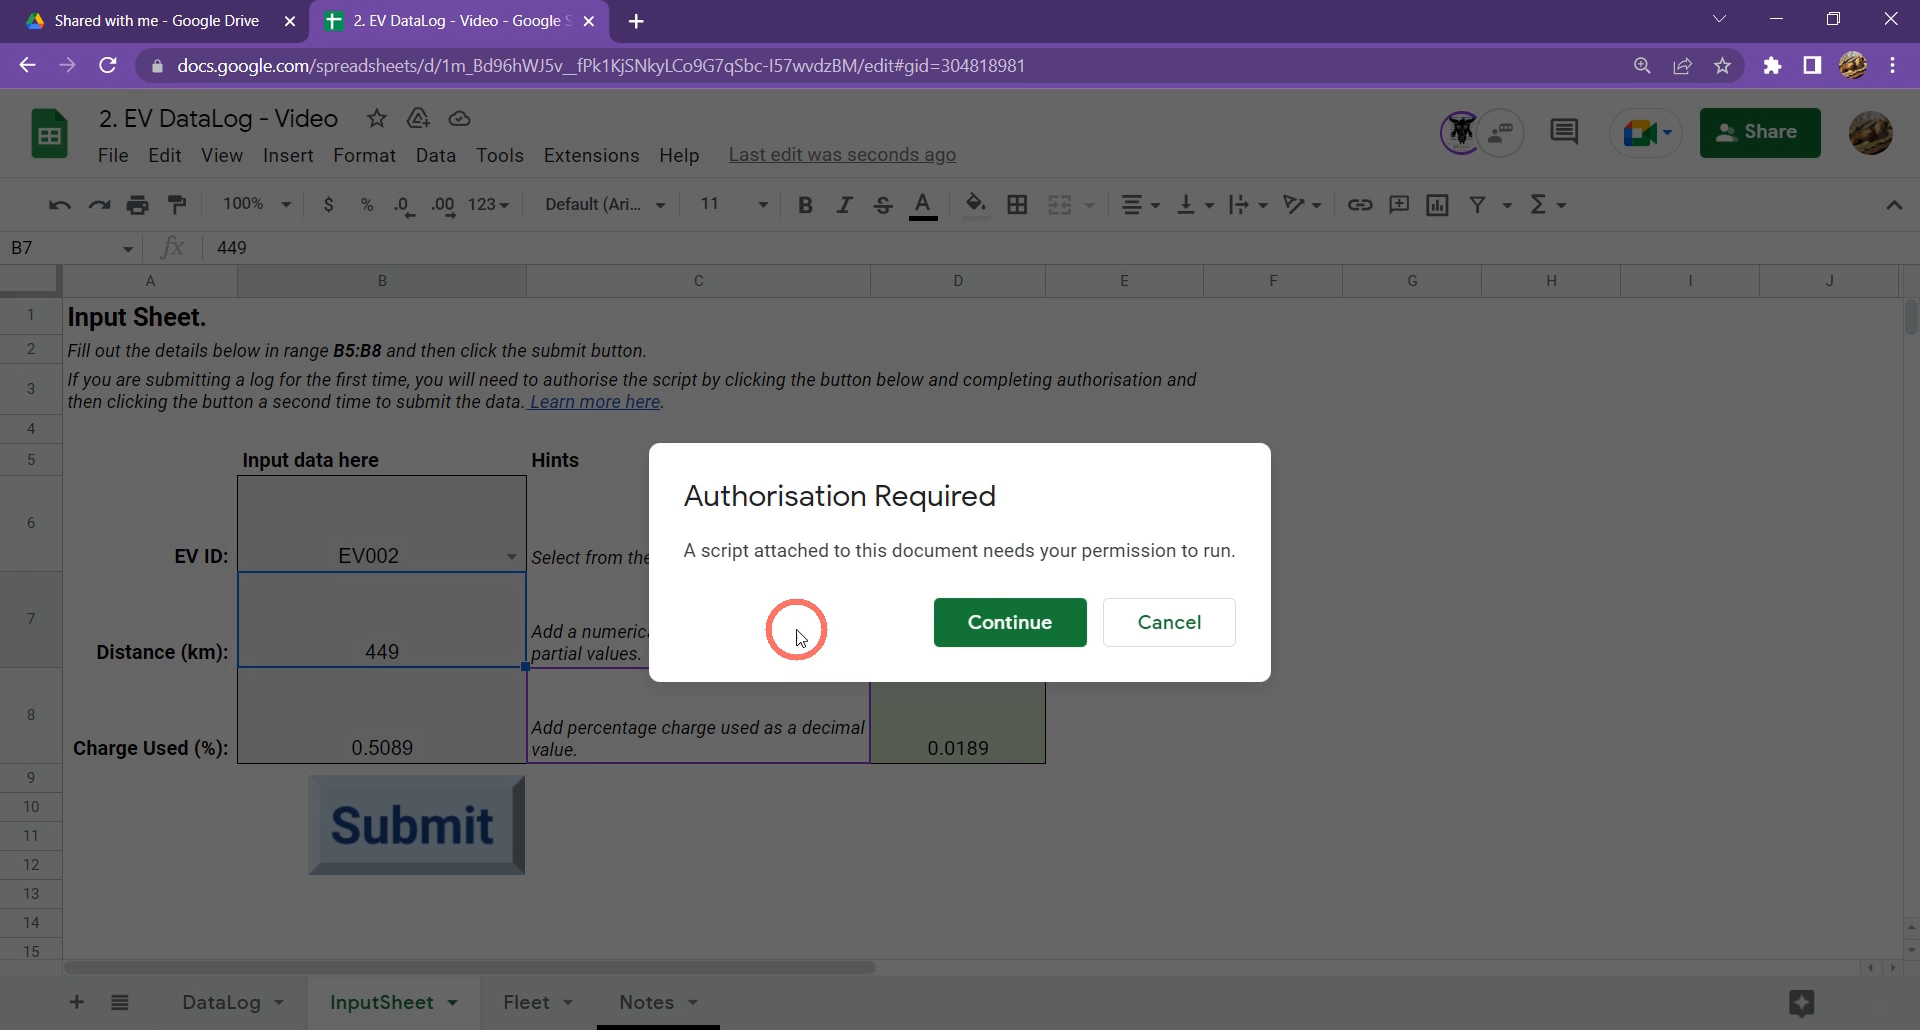 Shared with me - Google Drive
2. EV DataLog - Video - Google S
docs.google.com/spreadsheets/d/1m_Bd96hWJ5v__fPk1KjSNkyLCo9G7qSbc-I57wvdzBM/edit#gid=304818981
2. EV DataLog - Video
File Edit View Insert Format Data Tools Extensions Help Last edit was seconds ago
Share
100% $ % .0 .00 123 Default (Ari... 11 B I S A Σ
B7 fx 449
A B C D E F G H I J
1 Input Sheet.
2 Fill out the details below in range B5:B8 and then click the submit button.
3 If you are submitting a log for the first time, you will need to authorise the script by clicking the button below and completing authorisation and
then clicking the button a second time to submit the data. Learn more here.
4
5 Input data here Hints
6 EV ID: EV002 Select from the
7 Distance (km): 449 Add a numerica
partial values.
8 Charge Used (%): 0.5089 Add percentage charge used as a decimal
value. 0.0189
Authorisation Required
A script attached to this document needs your permission to run.
Continue Cancel
9
10
Submit
11
12
13
14
15
+ DataLog InputSheet Fleet Notes